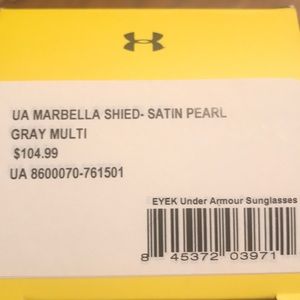 UA MARBELLA SHIED- SATIN PEARL
GRAY MULTI
$104.99
UA 8600070-761501
EYEK Under Armour Sunglasses
8 45372 03971